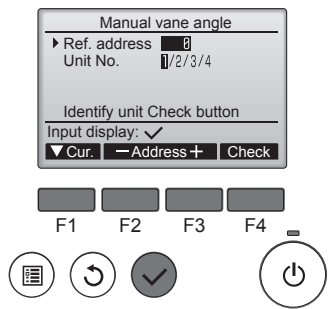 Manual vane angle
Ref. address 0
Unit No. 1/2/3/4
Identify unit Check button
Input display: ✓
▼ Cur. − Address + Check
F1 F2 F3 F4